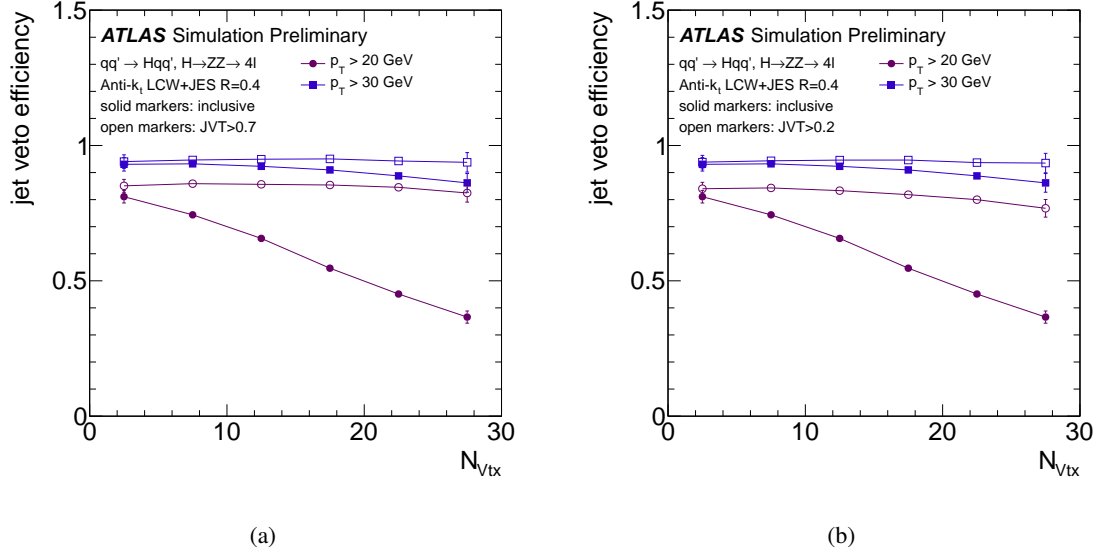 jet veto efficiency
1.5
1
0.5
0
ATLAS Simulation Preliminary
qq' → Hqq', H→ZZ→ 4l
Anti-kt LCW+JES R=0.4
solid markers: inclusive
open markers: JVT>0.7
pT > 20 GeV
pT > 30 GeV
0 10 20 30
NVtx
(a)
jet veto efficiency
1.5
1
0.5
0
ATLAS Simulation Preliminary
qq' → Hqq', H→ZZ→ 4l
Anti-kt LCW+JES R=0.4
solid markers: inclusive
open markers: JVT>0.2
pT > 20 GeV
pT > 30 GeV
0 10 20 30
NVtx
(b)